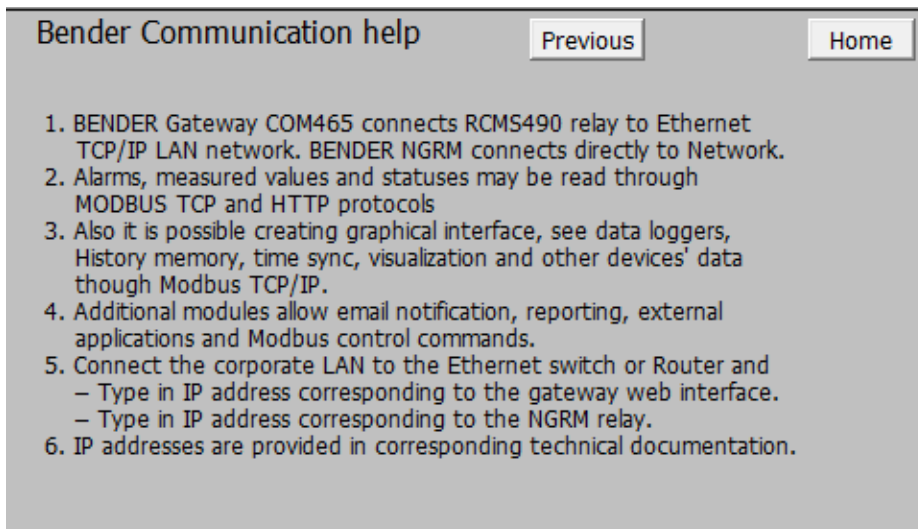 Bender Communication help
Previous
Home
1. BENDER Gateway COM465 connects RCMS490 relay to Ethernet
TCP/IP LAN network. BENDER NGRM connects directly to Network.
2. Alarms, measured values and statuses may be read through
MODBUS TCP and HTTP protocols
3. Also it is possible creating graphical interface, see data loggers,
History memory, time sync, visualization and other devices' data
though Modbus TCP/IP.
4. Additional modules allow email notification, reporting, external
applications and Modbus control commands.
5. Connect the corporate LAN to the Ethernet switch or Router and
– Type in IP address corresponding to the gateway web interface.
– Type in IP address corresponding to the NGRM relay.
6. IP addresses are provided in corresponding technical documentation.